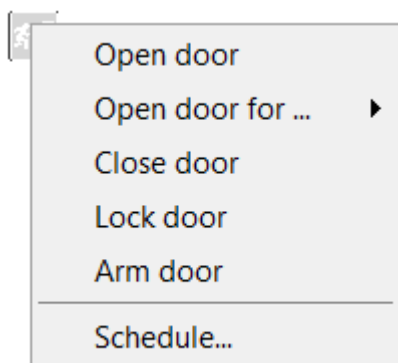 Open door
Open door for ...
Close door
Lock door
Arm door
Schedule...